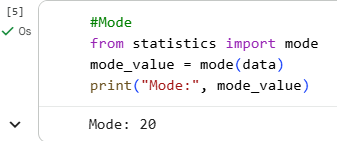 [5]
0s
#Mode
from statistics import mode
mode_value = mode(data)
print("Mode:", mode_value)
Mode: 20